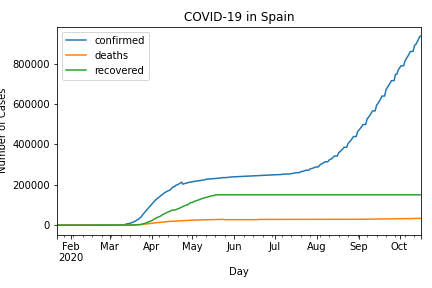 COVID-19 in Spain
confirmed
deaths
recovered
Number of Cases
800000
600000
400000
200000
0
Feb Mar Apr May Jun Jul Aug Sep Oct
2020
Day